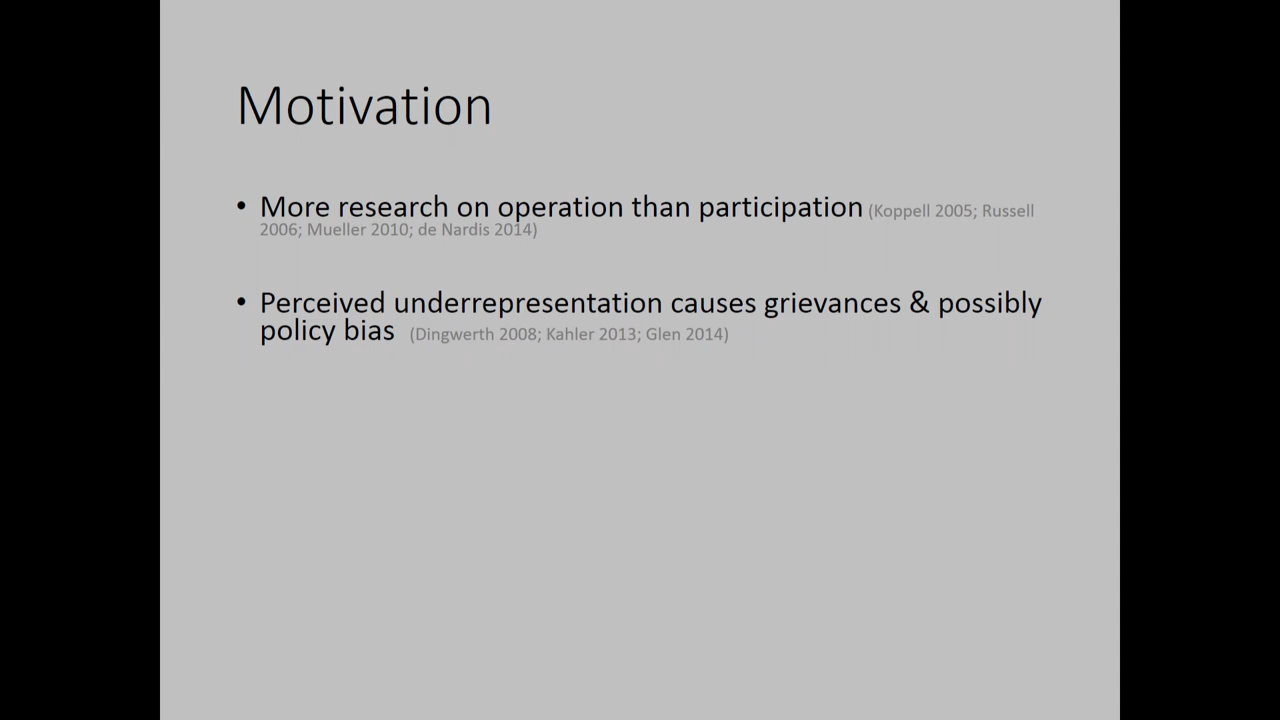 Motivation
• More research on operation than participation (Koppell 2005; Russell
2006; Mueller 2010; de Nardis 2014)
• Perceived underrepresentation causes grievances & possibly
policy bias (Dingwerth 2008; Kahler 2013; Glen 2014)